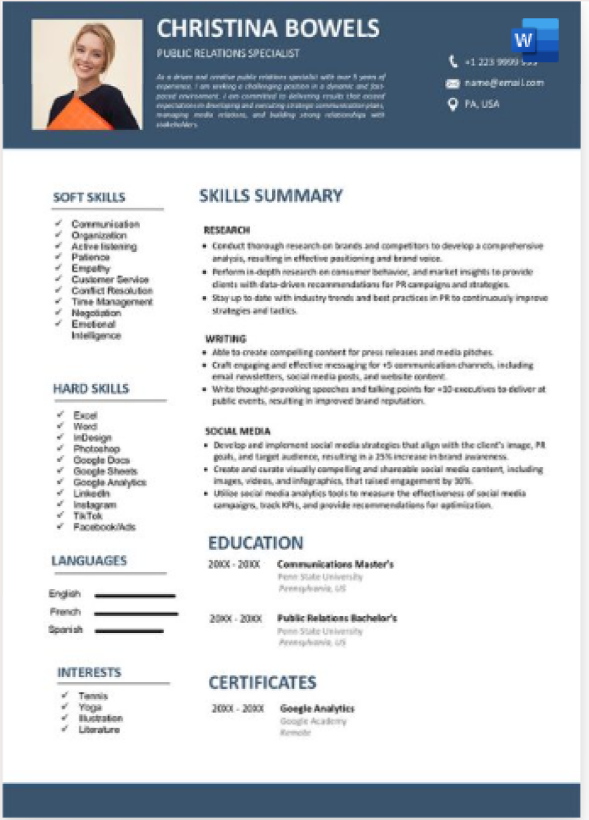 CHRISTINA BOWELS
PUBLIC RELATIONS SPECIALIST
As a driven and creative public relations specialist with over 5 years of
experience, I am seeking a challenging position in a dynamic and fast-
paced environment. I am committed to delivering results that exceed
expectations in developing and executing strategic communication plans,
managing media relations, and building strong relationships with
stakeholders.
W
+1 223 9999
name@email.com
PA, USA
SOFT SKILLS
✓ Communication
✓ Organization
✓ Active listening
✓ Patience
✓ Empathy
✓ Customer Service
✓ Conflict Resolution
✓ Time Management
✓ Negotiation
✓ Emotional
Intelligence
HARD SKILLS
✓ Excel
✓ Word
✓ InDesign
✓ Photoshop
✓ Google Docs
✓ Google Sheets
✓ Google Analytics
✓ LinkedIn
✓ Instagram
✓ TikTok
✓ Facebook/Ads
LANGUAGES
English
French
Spanish
INTERESTS
✓ Tennis
✓ Yoga
✓ Illustration
✓ Literature
SKILLS SUMMARY
RESEARCH
• Conduct thorough research on brands and competitors to develop a comprehensive
analysis, resulting in effective positioning and brand voice.
• Perform in-depth research on consumer behavior, and market insights to provide
clients with data-driven recommendations for PR campaigns and strategies.
• Stay up to date with industry trends and best practices in PR to continuously improve
strategies and tactics.
WRITING
• Able to create compelling content for press releases and media pitches.
• Craft engaging and effective messaging for +5 communication channels, including
email newsletters, social media posts, and website content.
• Write thought-provoking speeches and talking points for +10 executives to deliver at
public events, resulting in improved brand reputation.
SOCIAL MEDIA
• Develop and implement social media strategies that align with the client's image, PR
goals, and target audience, resulting in a 25% increase in brand awareness.
• Create and curate visually compelling and shareable social media content, including
images, videos, and infographics, that raised engagement by 30%.
• Utilize social media analytics tools to measure the effectiveness of social media
campaigns, track KPIs, and provide recommendations for optimization.
EDUCATION
20XX - 20XX Communications Master's
Penn State University
Pennsylvania, US
20XX - 20XX Public Relations Bachelor's
Penn State University
Pennsylvania, US
CERTIFICATES
20XX - 20XX Google Analytics
Google Academy
Remote